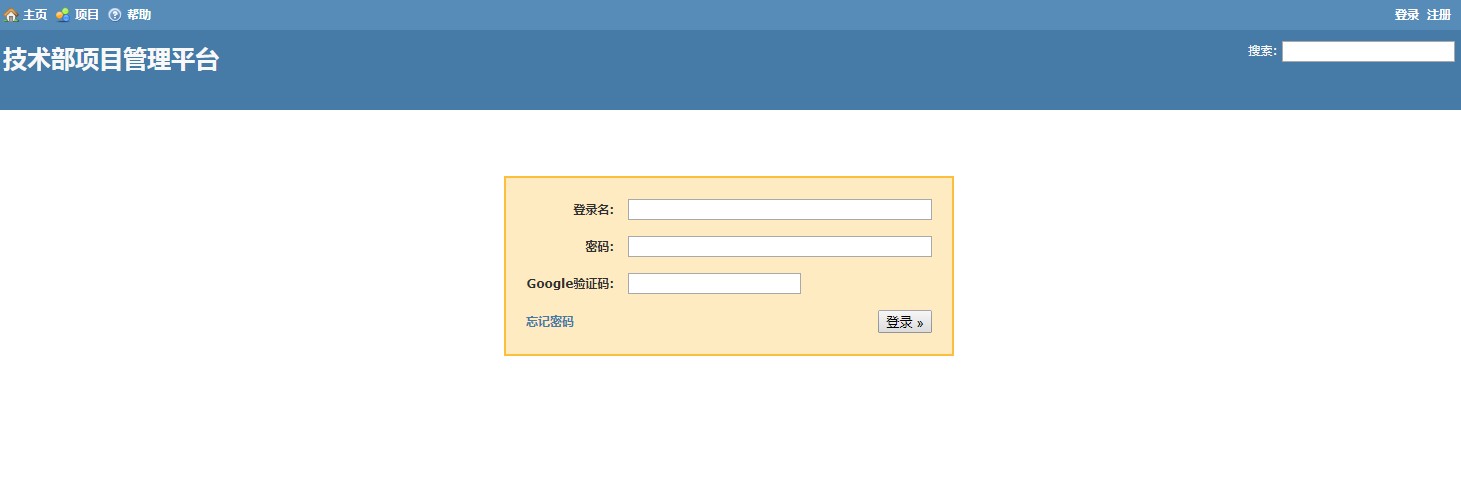 主页 项目 帮助 登录 注册
技术部项目管理平台
搜索:
登录名:
密码:
Google验证码:
忘记密码 登录 »